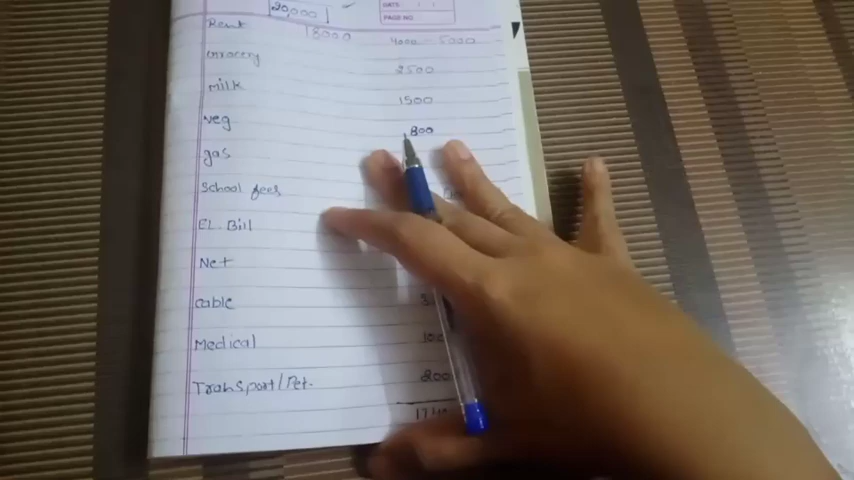 20,000
DATE: / /
PAGE NO
Rent 8000 4000 - 5000
Grocery 2500
milk 1500
veg 800
gas
School fees
EL. Bill
Net
cable
Medical
Transport/Pet. 200